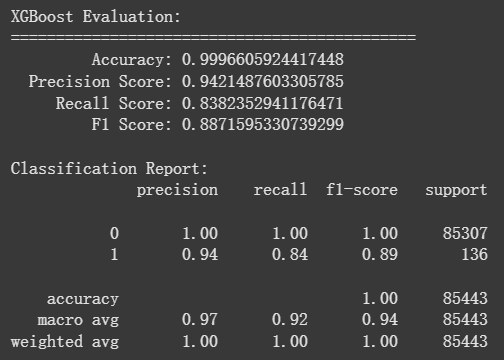 XGBoost Evaluation:
=============================================
Accuracy: 0.9996605924417448
Precision Score: 0.9421487603305785
Recall Score: 0.8382352941176471
F1 Score: 0.8871595330739299
Classification Report:
precision recall f1-score support
0 1.00 1.00 1.00 85307
1 0.94 0.84 0.89 136
accuracy 1.00 85443
macro avg 0.97 0.92 0.94 85443
weighted avg 1.00 1.00 1.00 85443